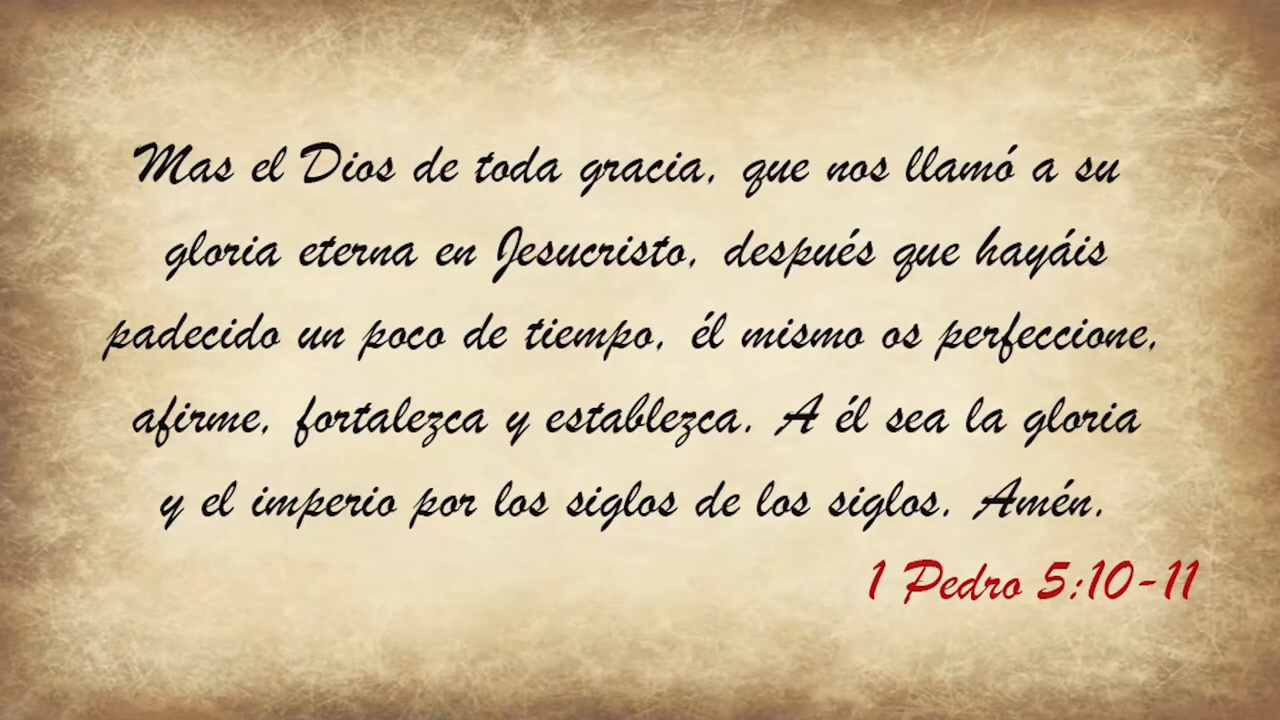 Mas el Dios de toda gracia, que nos llamó a su
gloria eterna en Jesucristo, después que hayáis
padecido un poco de tiempo, él mismo os perfeccione,
afirme, fortalezca y establezca. A él sea la gloria
y el imperio por los siglos de los siglos. Amén.
1 Pedro 5:10-11